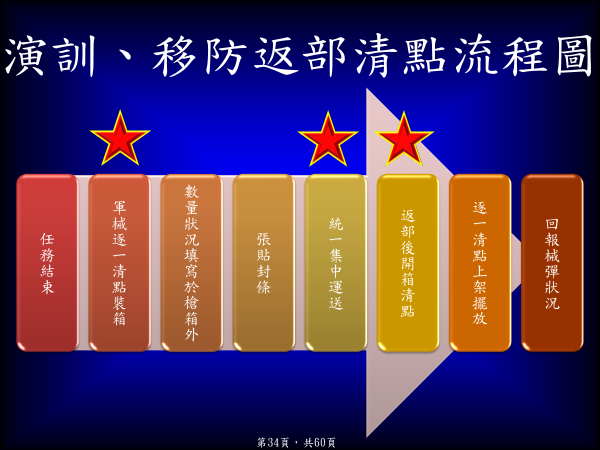 演訓、移防返部清點流程圖
任務結束
軍械逐一清點裝箱
數量狀況填寫於槍箱外
張貼封條
統一集中運送
返部後開箱清點
逐一清點上架擺放
回報械彈狀況
第34頁，共60頁